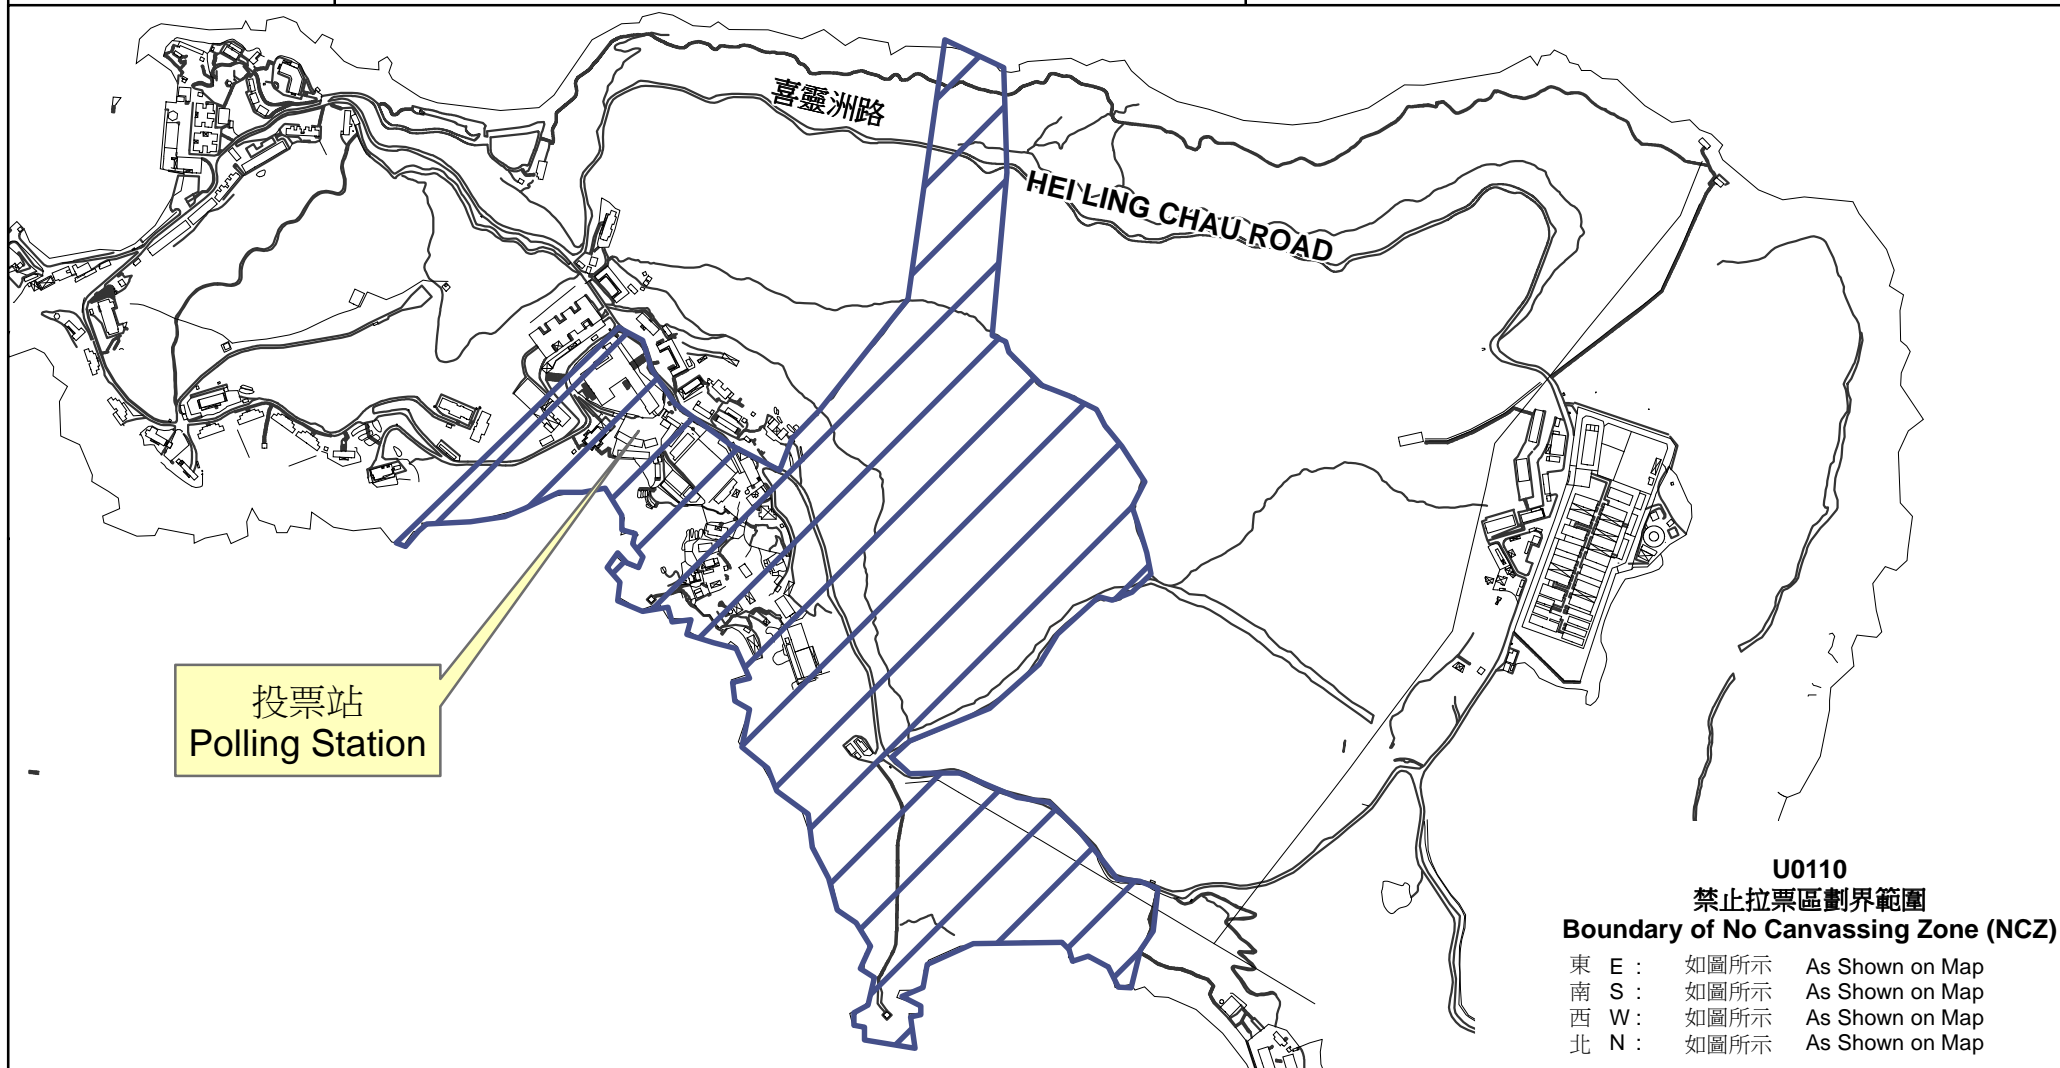 喜靈洲路
HEI LING CHAU ROAD
投票站
Polling Station
U0110
禁止拉票區劃界範圍
Boundary of No Canvassing Zone (NCZ)
東 E : 如圖所示 As Shown on Map
南 S : 如圖所示 As Shown on Map
西 W : 如圖所示 As Shown on Map
北 N : 如圖所示 As Shown on Map